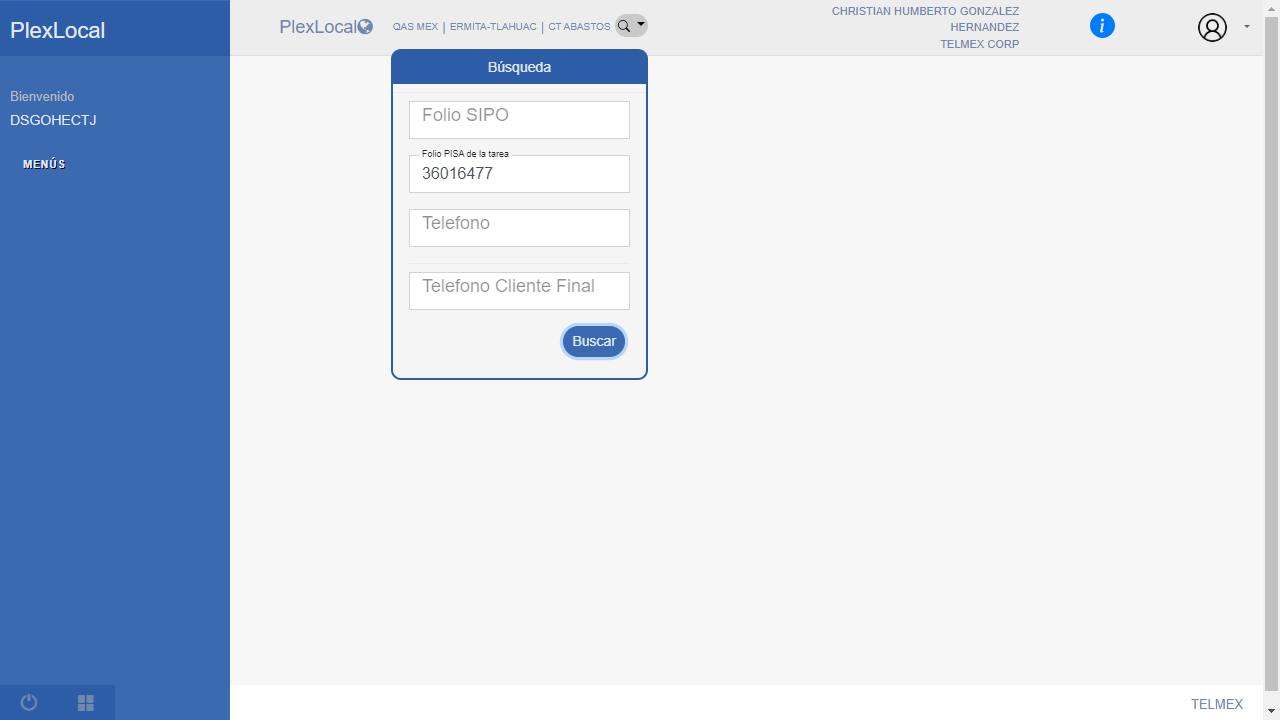 PlexLocal
Bienvenido
DSGOHECTJ
MENÚS
PlexLocal
QAS MEX | ERMITA-TLAHUAC | CT ABASTOS
CHRISTIAN HUMBERTO GONZALEZ
HERNANDEZ
TELMEX CORP
i
Búsqueda
Folio SIPO
Folio PISA de la tarea
36016477
Telefono
Telefono Cliente Final
Buscar
TELMEX